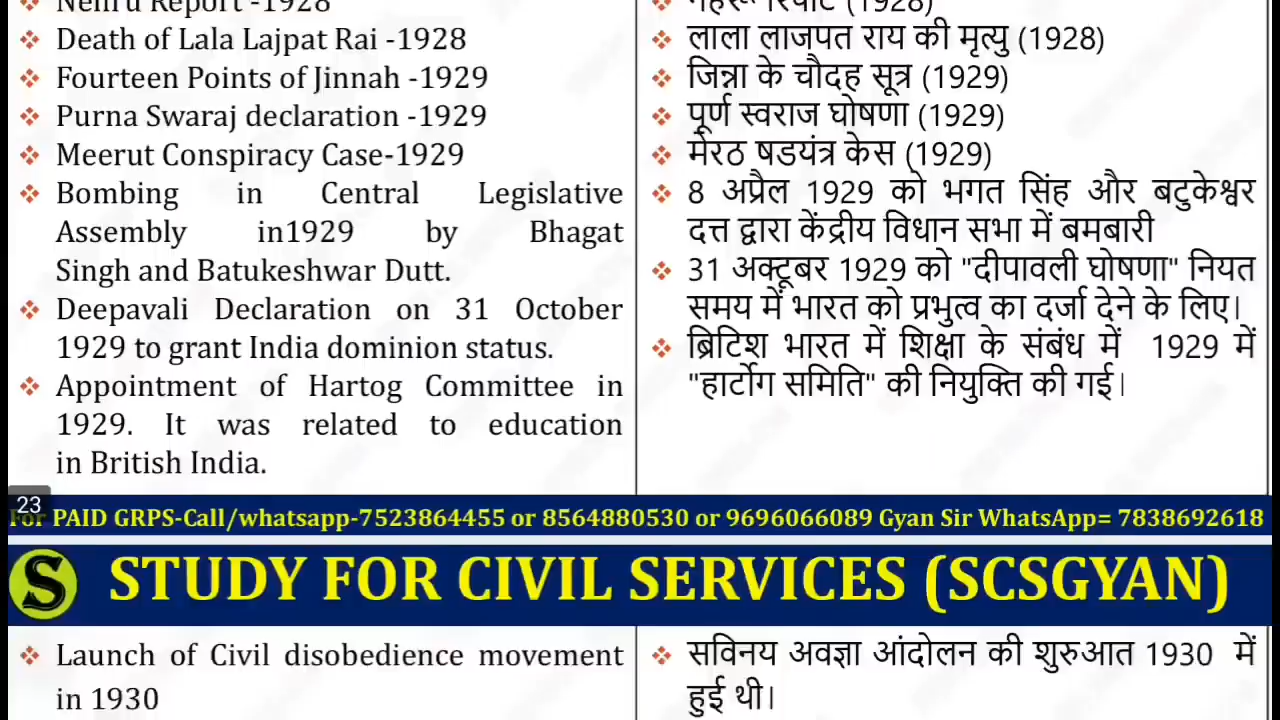 Nehru Report -1928
Death of Lala Lajpat Rai -1928
Fourteen Points of Jinnah -1929
Purna Swaraj declaration -1929
Meerut Conspiracy Case-1929
Bombing in Central Legislative
Assembly in1929 by Bhagat
Singh and Batukeshwar Dutt.
Deepavali Declaration on 31 October
1929 to grant India dominion status.
Appointment of Hartog Committee in
1929. It was related to education
in British India.
नेहरू रिपोर्ट (1928)
लाला लाजपत राय की मृत्यु (1928)
जिन्ना के चौदह सूत्र (1929)
पूर्ण स्वराज घोषणा (1929)
मेरठ षडयंत्र केस (1929)
8 अप्रैल 1929 को भगत सिंह और बटुकेश्वर
दत्त द्वारा केंद्रीय विधान सभा में बमबारी
31 अक्टूबर 1929 को "दीपावली घोषणा" नियत
समय में भारत को प्रभुत्व का दर्जा देने के लिए।
ब्रिटिश भारत में शिक्षा के संबंध में 1929 में
"हार्टोग समिति" की नियुक्ति की गई।
23
For PAID GRPS-Call/whatsapp-7523864455 or 8564880530 or 9696066089 Gyan Sir WhatsApp= 7838692618
S STUDY FOR CIVIL SERVICES (SCSGYAN)
Launch of Civil disobedience movement
in 1930
सविनय अवज्ञा आंदोलन की शुरुआत 1930 में
हुई थी।